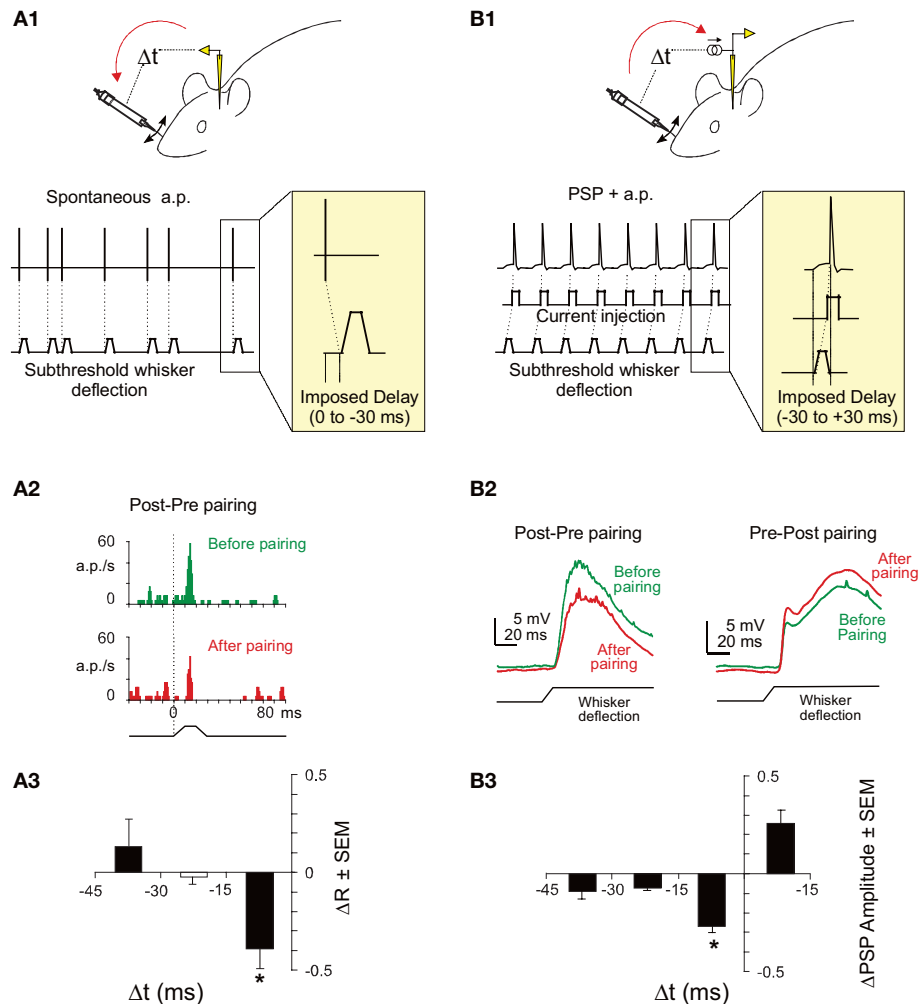 A1
Δt
Spontaneous a.p.
Subthreshold whisker
deflection
Imposed Delay
(0 to -30 ms)
B1
Δt
PSP + a.p.
Current injection
Subthreshold whisker
deflection
Imposed Delay
(-30 to +30 ms)
A2
Post-Pre pairing
60
a.p./s
0
Before pairing
60
a.p./s
0
After pairing
0
80 ms
B2
Post-Pre pairing
Before
pairing
5 mV
20 ms
After
pairing
Whisker
deflection
Pre-Post pairing
After
pairing
5 mV
20 ms
Before
Pairing
Whisker
deflection
A3
0.5
0
-0.5
-45
-30
-15
*
ΔR ± SEM
Δt (ms)
B3
0.5
0
-0.5
-45
-30
-15
-15
*
ΔPSP Amplitude ± SEM
Δt (ms)